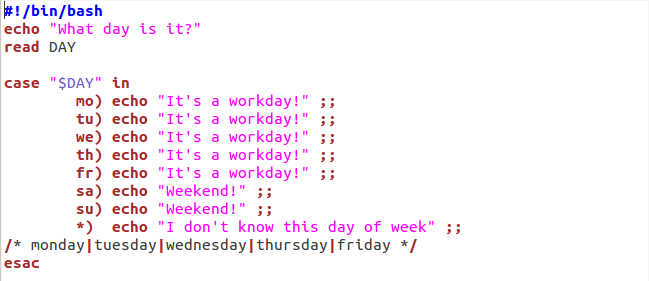 #!/bin/bash
echo "What day is it?"
read DAY

case "$DAY" in
        mo) echo "It's a workday!" ;;
        tu) echo "It's a workday!" ;;
        we) echo "It's a workday!" ;;
        th) echo "It's a workday!" ;;
        fr) echo "It's a workday!" ;;
        sa) echo "Weekend!" ;;
        su) echo "Weekend!" ;;
        *)  echo "I don't know this day of week" ;;
/* monday|tuesday|wednesday|thursday|friday */
esac